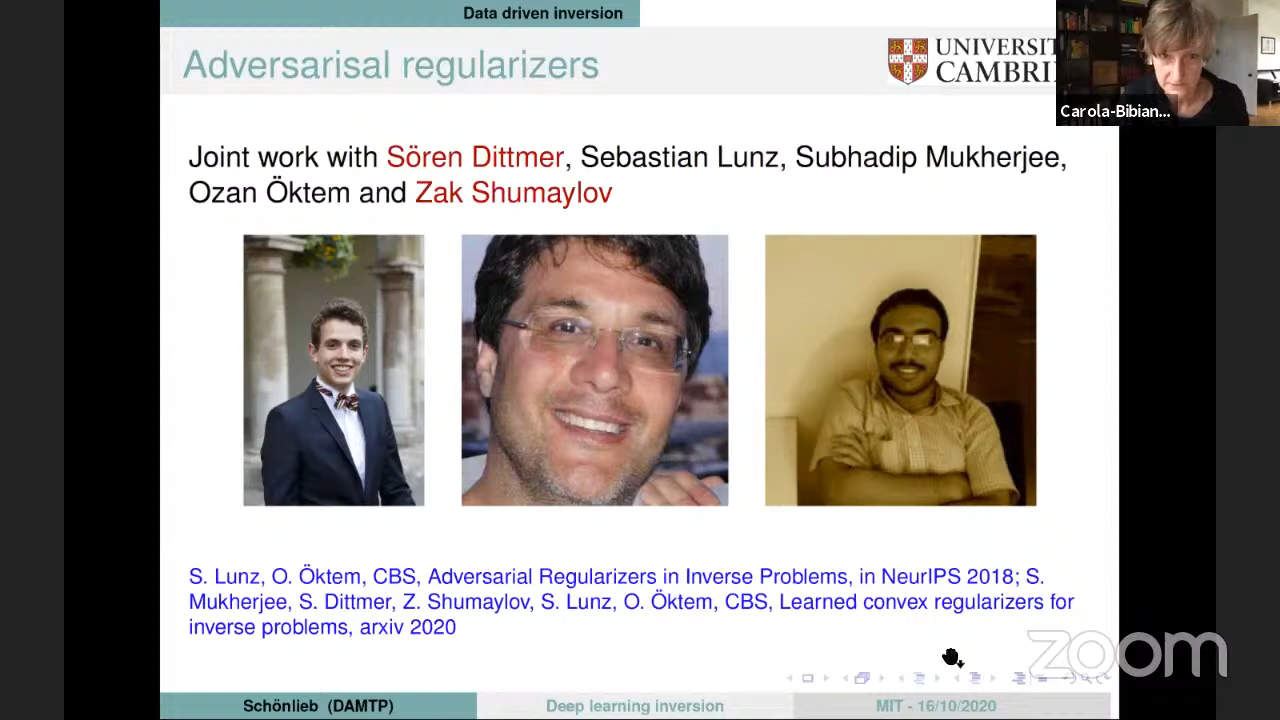 Data driven inversion
Adversarisal regularizers
UNIVERSIT
CAMBRI
Carola-Bibian...
Joint work with Sören Dittmer, Sebastian Lunz, Subhadip Mukherjee,
Ozan Öktem and Zak Shumaylov
S. Lunz, O. Öktem, CBS, Adversarial Regularizers in Inverse Problems, in NeurIPS 2018; S.
Mukherjee, S. Dittmer, Z. Shumaylov, S. Lunz, O. Öktem, CBS, Learned convex regularizers for
inverse problems, arxiv 2020
zoom
Schönlieb (DAMTP)
Deep learning inversion
MIT - 16/10/2020